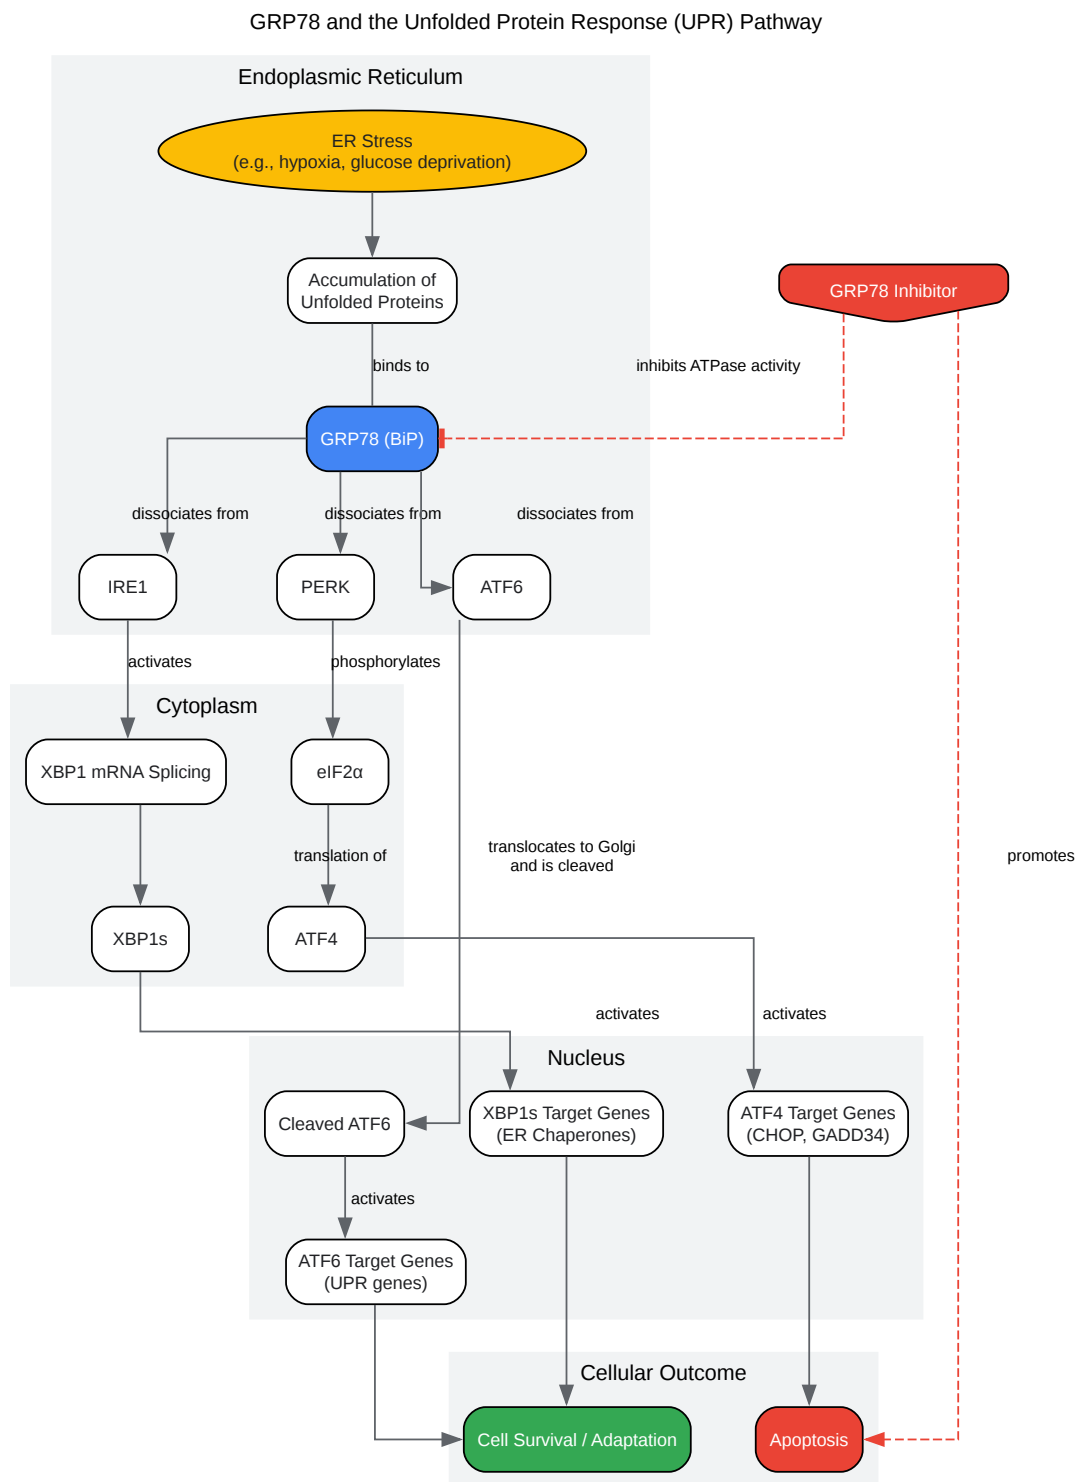 GRP78 and the Unfolded Protein Response (UPR) Pathway
Endoplasmic Reticulum
ER Stress
(e.g., hypoxia, glucose deprivation)
Accumulation of
Unfolded Proteins
GRP78 Inhibitor
binds to
inhibits ATPase activity
GRP78 (BiP)
dissociates from
dissociates from
dissociates from
IRE1
PERK
ATF6
activates
phosphorylates
Cytoplasm
XBP1 mRNA Splicing
eIF2α
translation of
translocates to Golgi
and is cleaved
promotes
XBP1s
ATF4
activates
activates
Nucleus
Cleaved ATF6
XBP1s Target Genes
(ER Chaperones)
ATF4 Target Genes
(CHOP, GADD34)
activates
ATF6 Target Genes
(UPR genes)
Cellular Outcome
Cell Survival / Adaptation
Apoptosis